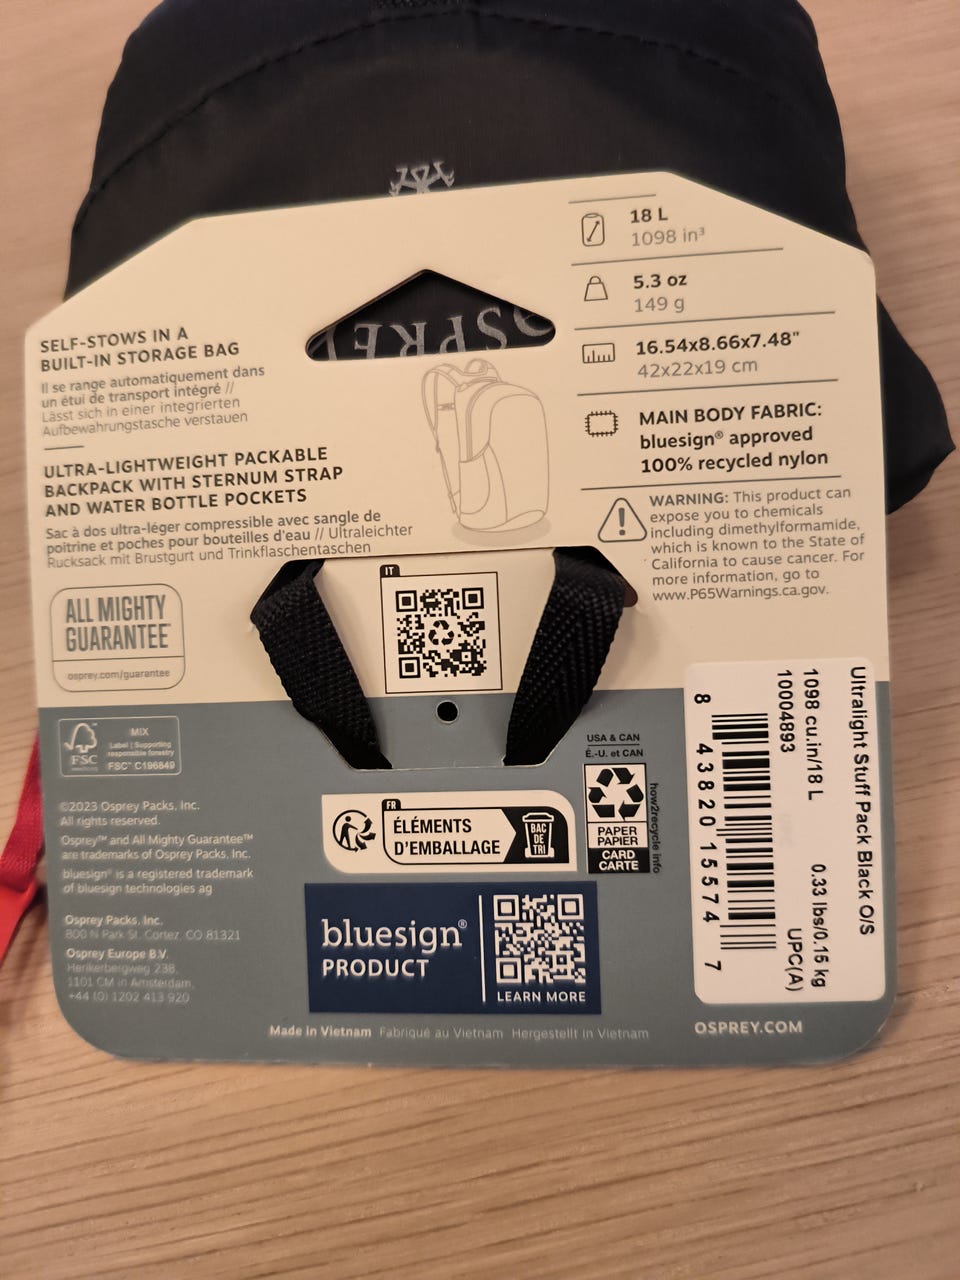 OSPREY
SELF-STOWS IN A
BUILT-IN STORAGE BAG
Il se range automatiquement dans
un étui de transport intégré //
Lässt sich in einer integrierten
Aufbewahrungstasche verstauen
ULTRA-LIGHTWEIGHT PACKABLE
BACKPACK WITH STERNUM STRAP
AND WATER BOTTLE POCKETS
Sac à dos ultra-léger compressible avec sangle de
poitrine et poches pour bouteilles d'eau // Ultraleichter
Rucksack mit Brustgurt und Trinkflaschentaschen
18 L
1098 in³
5.3 oz
149 g
16.54x8.66x7.48"
42x22x19 cm
MAIN BODY FABRIC:
bluesign® approved
100% recycled nylon
WARNING: This product can
expose you to chemicals
including dimethylformamide,
which is known to the State of
California to cause cancer. For
more information, go to
www.P65Warnings.ca.gov.
ALL MIGHTY
GUARANTEE™
osprey.com/guarantee
IT
FSC
MIX
Label | Supporting
responsible forestry
FSC™ C196849
©2023 Osprey Packs, Inc.
All rights reserved.
Osprey™ and All Mighty Guarantee™
are trademarks of Osprey Packs, Inc.
bluesign® is a registered trademark
of bluesign technologies ag
Osprey Packs, Inc.
800 N Park St. Cortez, CO 81321
Osprey Europe B.V.
Herikerbergweg 238,
1101 CM in Amsterdam,
+44 (0) 1202 413 920
FR
ÉLÉMENTS
D'EMBALLAGE
BAC
DE
TRI
USA & CAN
É.-U. et CAN
PAPER
PAPIER
CARD
CARTE
how2recycle.info
bluesign®
PRODUCT
LEARN MORE
Made in Vietnam Fabriqué au Vietnam Hergestellt in Vietnam
OSPREY.COM
Ultralight Stuff Pack Black O/S
1098 cu.in/18 L 0.33 lbs/0.15 kg
10004893 UPC(A)
8 43820 15574 7